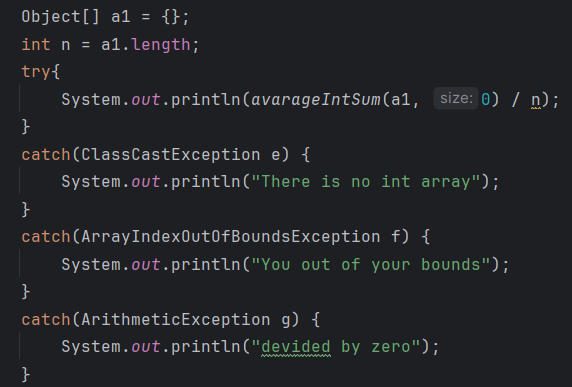 Object[] a1 = {};
int n = a1.length;
try{
    System.out.println(avarageIntSum(a1, size: 0) / n);
}
catch(ClassCastException e) {
    System.out.println("There is no int array");
}
catch(ArrayIndexOutOfBoundsException f) {
    System.out.println("You out of your bounds");
}
catch(ArithmeticException g) {
    System.out.println("devided by zero");
}